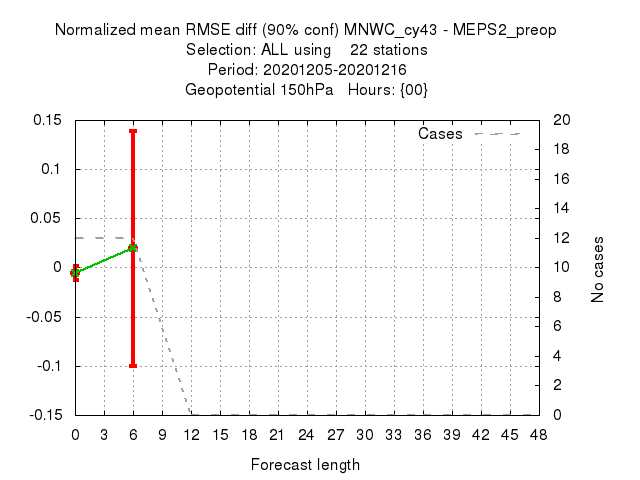 Normalized mean RMSE diff (90% conf) MNWC_cy43 - MEPS2_preop
Selection: ALL using 22 stations
Period: 20201205-20201216
Geopotential 150hPa Hours: {00}
Cases
0.15
0.1
0.05
0
-0.05
-0.1
-0.15
20
18
16
14
12
10
8
6
4
2
0
No cases
0 3 6 9 12 15 18 21 24 27 30 33 36 39 42 45 48
Forecast length